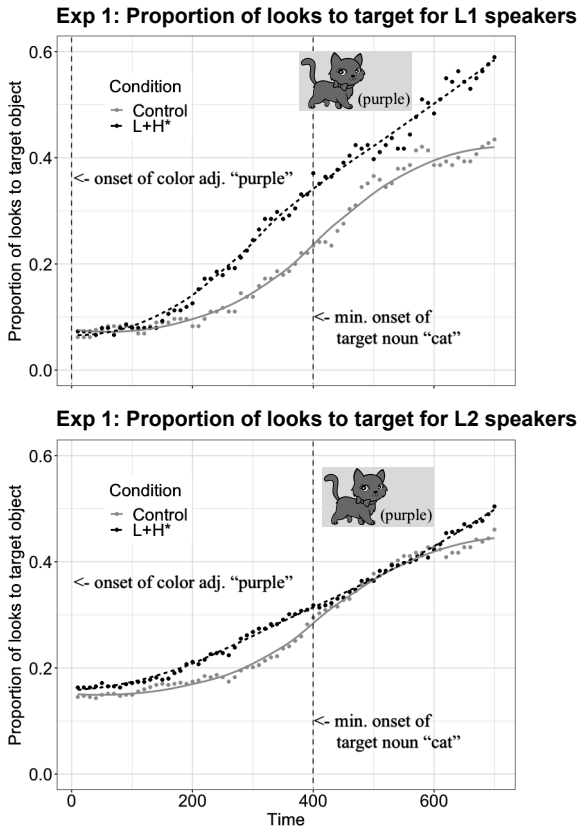 Exp 1: Proportion of looks to target for L1 speakers
Proportion of looks to target object
0.6
0.4
0.2
0.0
Condition
Control
L+H*
(purple)
<- onset of color adj. “purple”
<- min. onset of
target noun “cat”
0
200
400
600
Exp 1: Proportion of looks to target for L2 speakers
Proportion of looks to target object
0.6
0.4
0.2
0.0
Condition
Control
L+H*
(purple)
<- onset of color adj. “purple”
<- min. onset of
target noun “cat”
0
200
400
600
Time